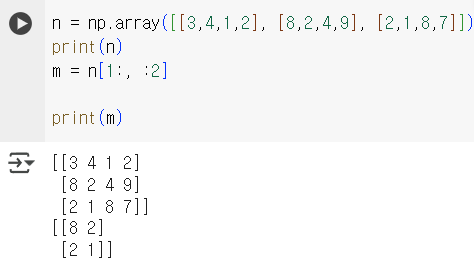 n = np.array([[3,4,1,2], [8,2,4,9], [2,1,8,7]])
print(n)
m = n[1:, :2]
print(m)
[[3 4 1 2]
[8 2 4 9]
[2 1 8 7]]
[[8 2]
[2 1]]